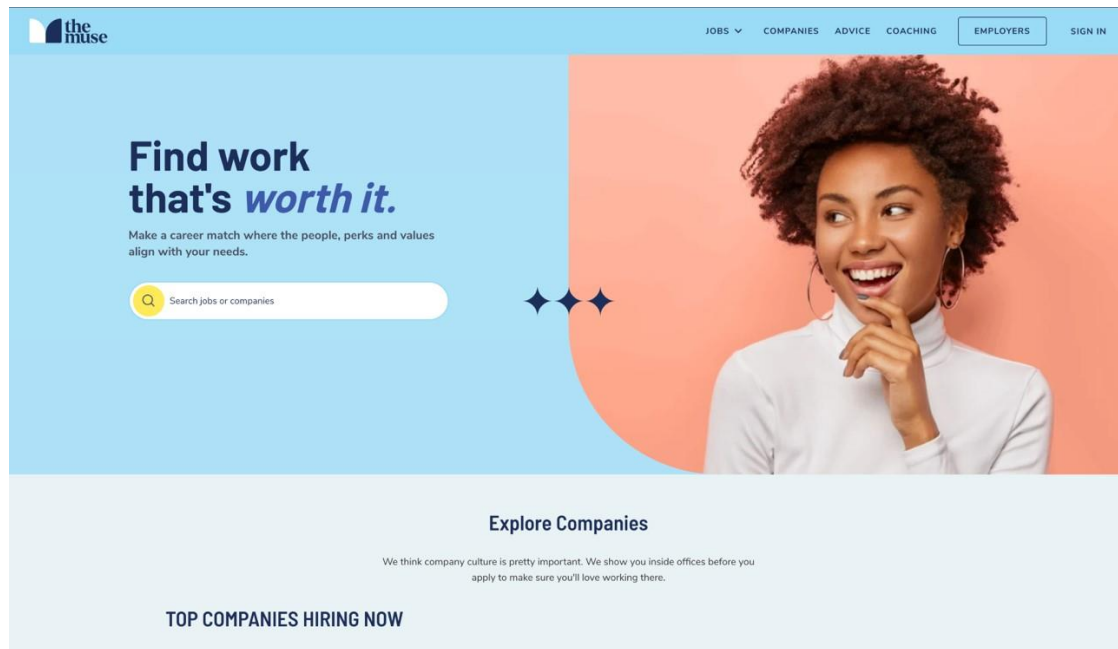 the
muse
JOBS
COMPANIES
ADVICE
COACHING
EMPLOYERS
SIGN IN
Find work
that's worth it.
Make a career match where the people, perks and values
align with your needs.
Search jobs or companies
Explore Companies
We think company culture is pretty important. We show you inside offices before you
apply to make sure you'll love working there.
TOP COMPANIES HIRING NOW